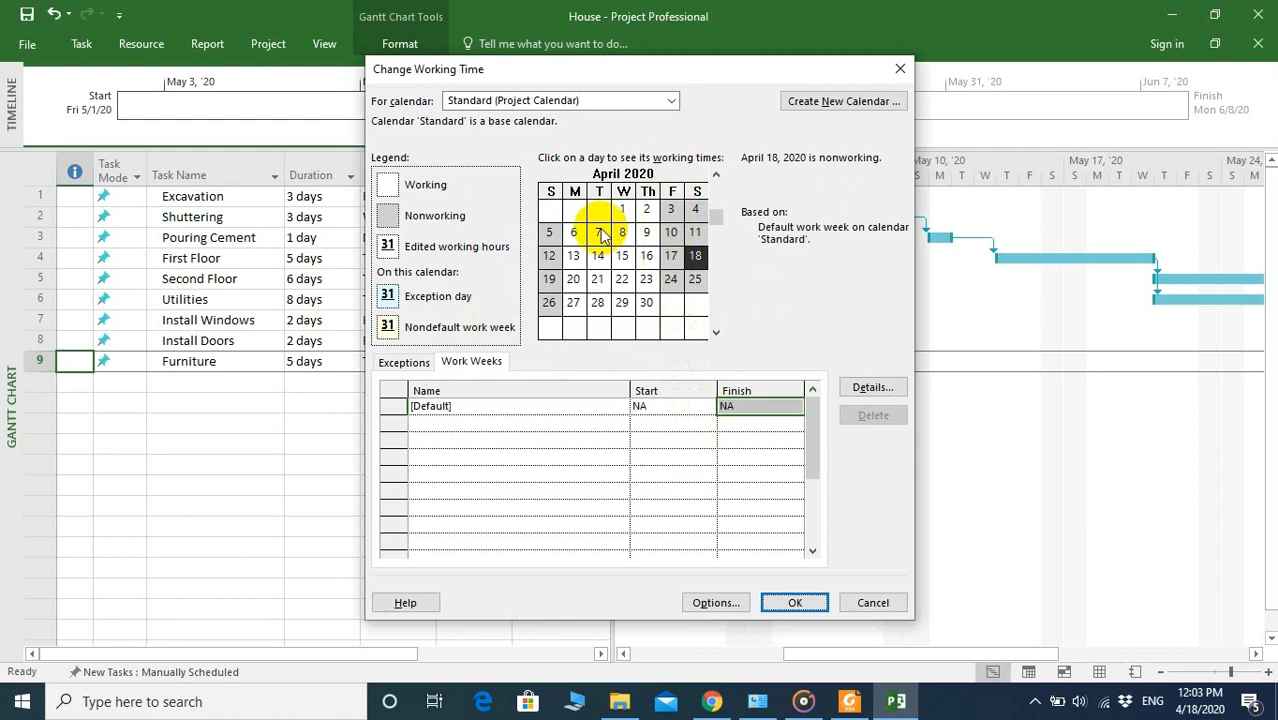 Gantt Chart Tools
House - Project Professional
File
Task
Resource
Report
Project
View
Format
Tell me what you want to do...
Sign in
TIMELINE
Start
Fri 5/1/20
May 3, '20
May 31, '20
Jun 7, '20
Finish
Mon 6/8/20
Task
Mode
Task Name
Duration
1 Excavation 3 days
2 Shuttering 3 days
3 Pouring Cement 1 day
4 First Floor 5 days
5 Second Floor 5 days
6 Utilities 8 days
7 Install Windows 2 days
8 Install Doors 2 days
9 Furniture 5 days
GANTT CHART
May 10, '20
May 17, '20
May 24,
S M T W T F S S M T W T F S S M
Change Working Time
For calendar:
Standard (Project Calendar)
Create New Calendar ...
Calendar 'Standard' is a base calendar.
Legend:
Working
Nonworking
31 Edited working hours
On this calendar:
31 Exception day
31 Nondefault work week
Click on a day to see its working times:
April 2020
S M T W Th F S
1 2 3 4
5 6 7 8 9 10 11
12 13 14 15 16 17 18
19 20 21 22 23 24 25
26 27 28 29 30
April 18, 2020 is nonworking.
Based on:
Default work week on calendar
'Standard'.
Exceptions
Work Weeks
Name
Start
Finish
[Default]
NA
NA
Details...
Delete
Help
Options...
OK
Cancel
Ready
New Tasks : Manually Scheduled
Type here to search
ENG
12:03 PM
4/18/2020
5